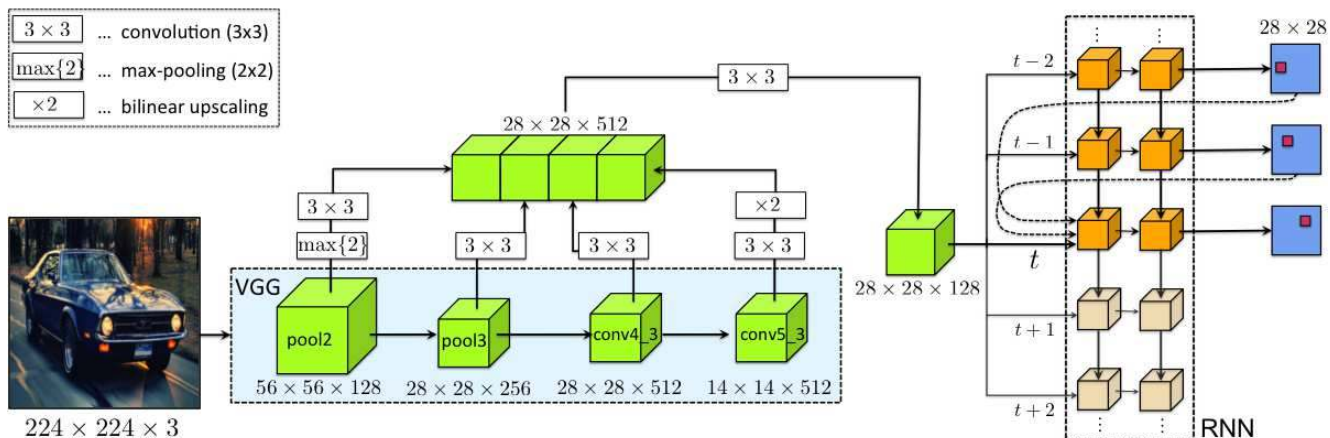 3 × 3 ... convolution (3x3)
max{2} ... max-pooling (2x2)
×2 ... bilinear upscaling
224 × 224 × 3
VGG
pool2
56 × 56 × 128
pool3
28 × 28 × 256
conv4_3
28 × 28 × 512
conv5_3
14 × 14 × 512
max{2}
3 × 3
3 × 3
3 × 3
3 × 3
×2
28 × 28 × 512
3 × 3
28 × 28 × 128
t − 2
t − 1
t
t + 1
t + 2
⋮ ⋮
⋮ ⋮
RNN
28 × 28